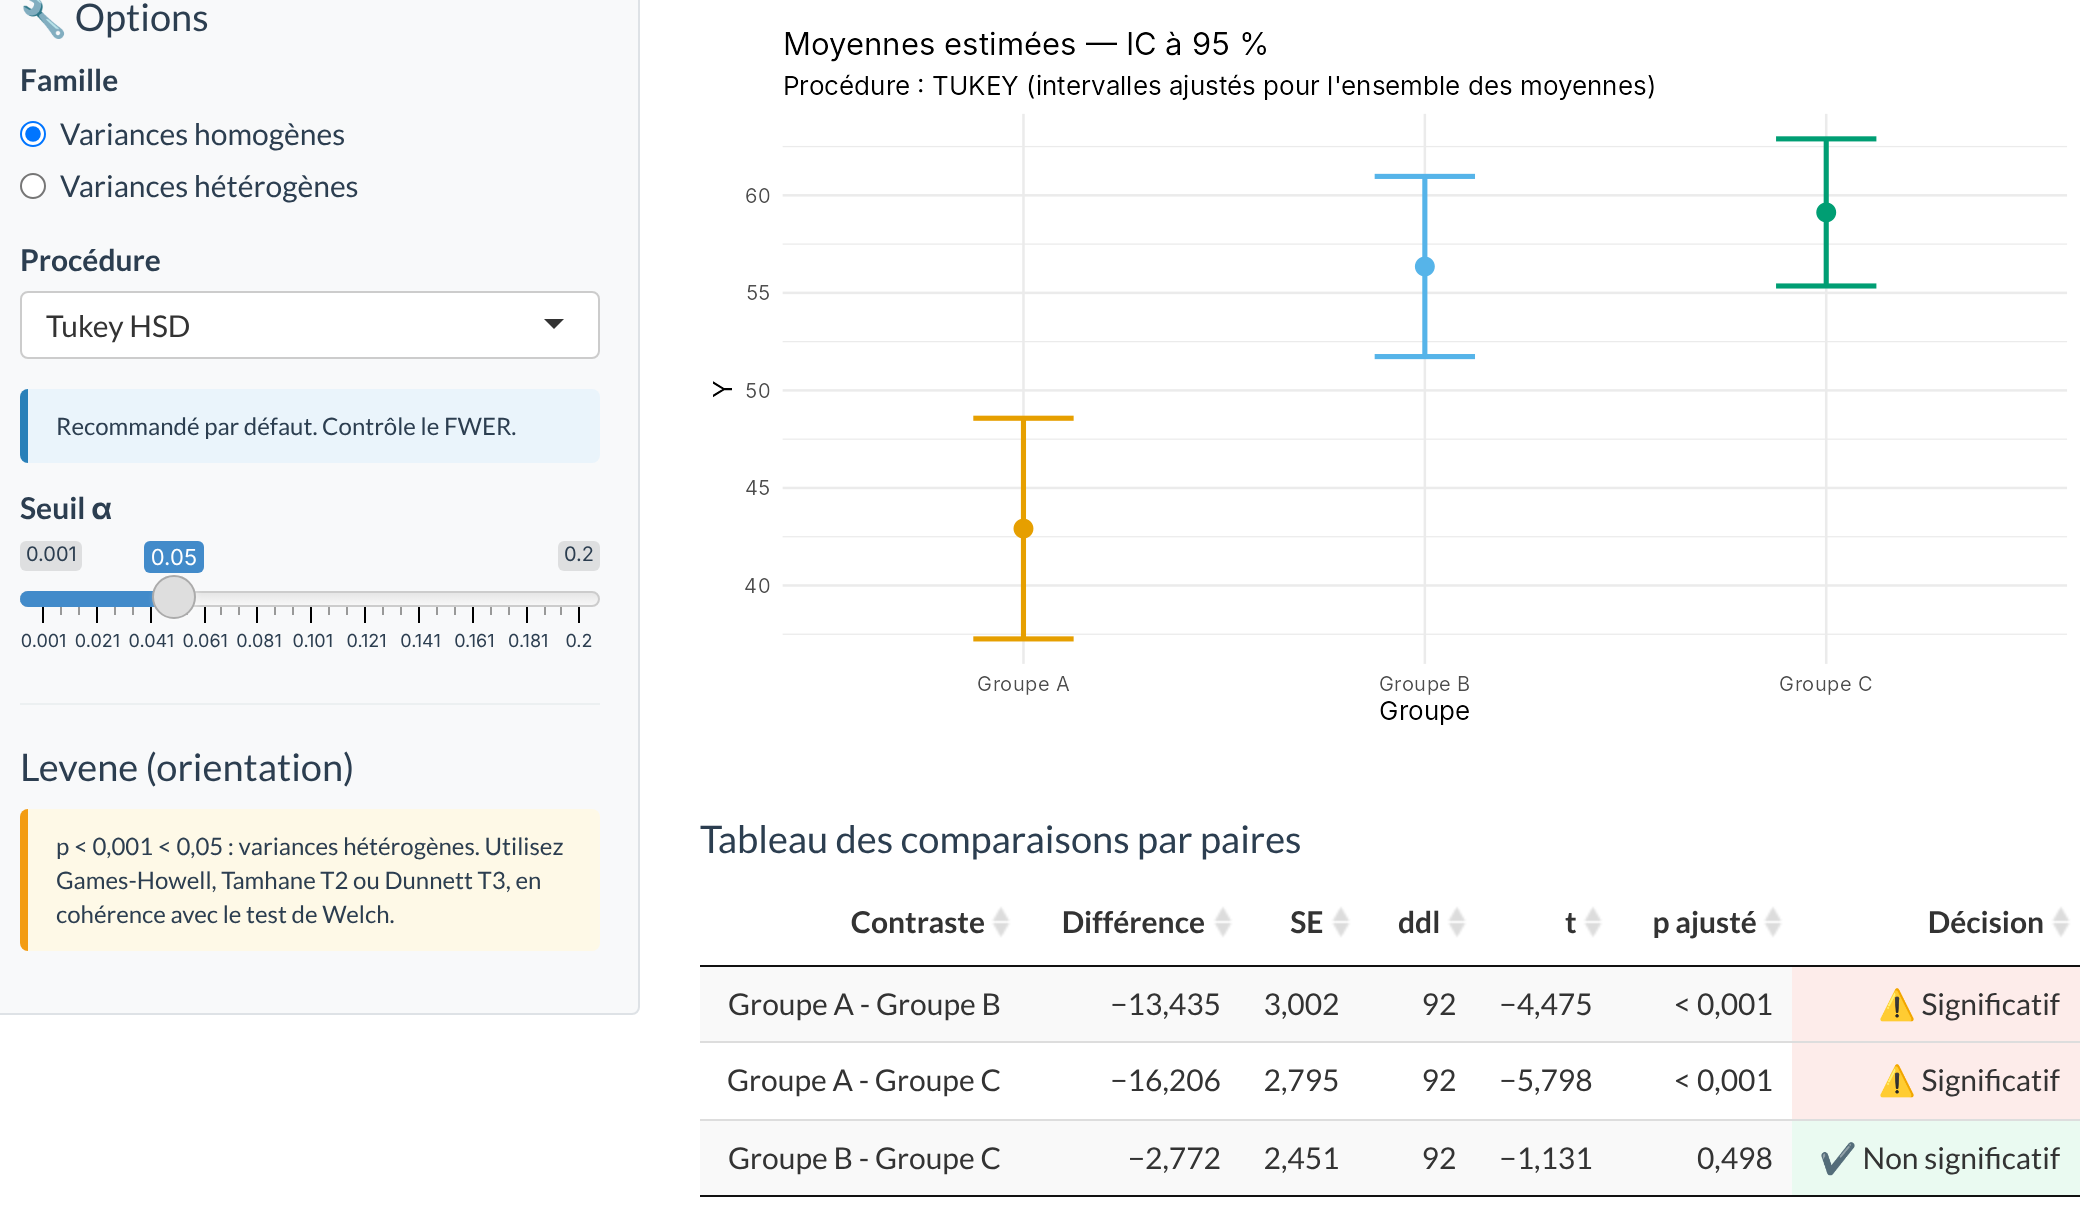 🔧 Options
Famille
Variances homogènes
Variances hétérogènes
Procédure
Tukey HSD
Recommandé par défaut. Contrôle le FWER.
Seuil α
0.001 0.05 0.2
0.001 0.021 0.041 0.061 0.081 0.101 0.121 0.141 0.161 0.181 0.2
Levene (orientation)
p < 0,001 < 0,05 : variances hétérogènes. Utilisez
Games-Howell, Tamhane T2 ou Dunnett T3, en
cohérence avec le test de Welch.
Moyennes estimées — IC à 95 %
Procédure : TUKEY (intervalles ajustés pour l'ensemble des moyennes)
60
55
50
45
40
Y
Groupe A Groupe B Groupe C
Groupe
Tableau des comparaisons par paires
Contraste Différence SE ddl t p ajusté Décision
Groupe A - Groupe B −13,435 3,002 92 −4,475 < 0,001 ⚠️ Significatif
Groupe A - Groupe C −16,206 2,795 92 −5,798 < 0,001 ⚠️ Significatif
Groupe B - Groupe C −2,772 2,451 92 −1,131 0,498 ✔️ Non significatif